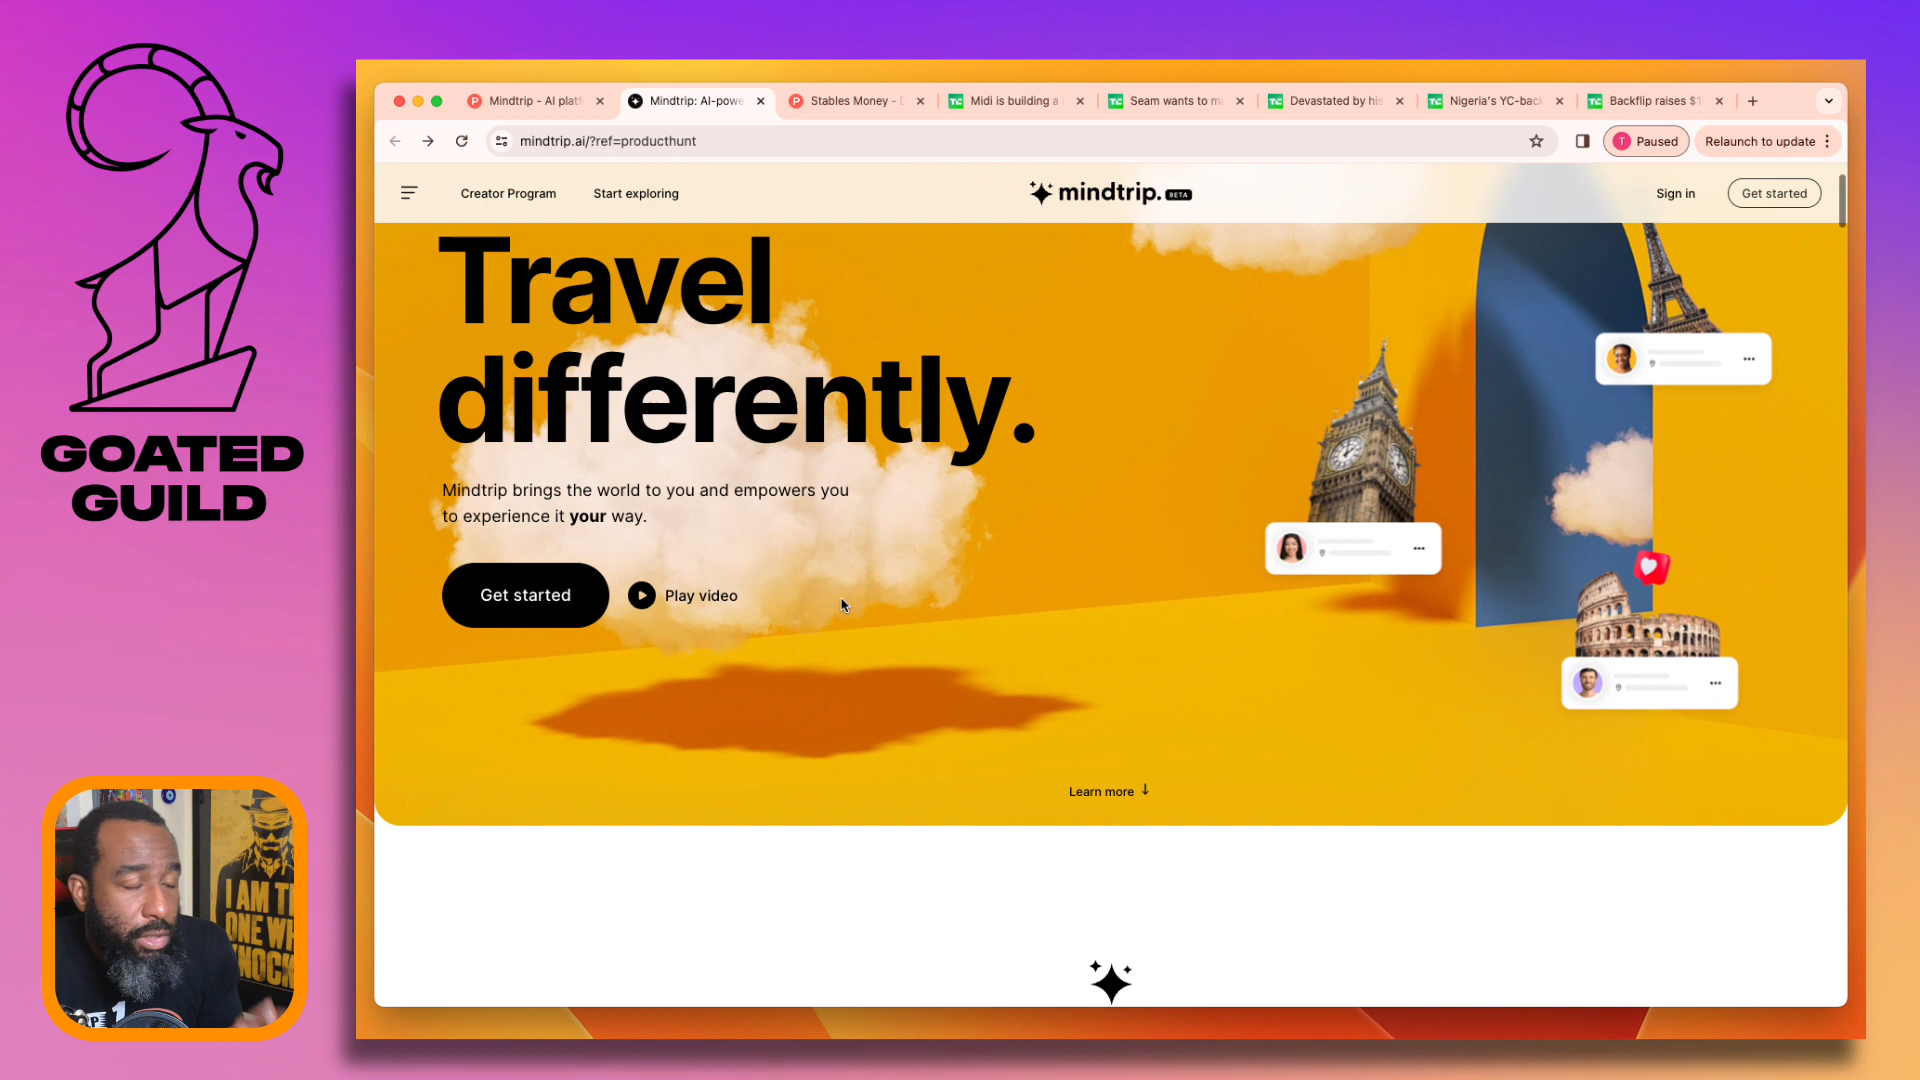 GOATED
GUILD
Mindtrip - AI platf
Mindtrip: AI-powe
Stables Money -
Midi is building a
Seam wants to ma
Devastated by his
Nigeria's YC-back
Backflip raises $1
mindtrip.ai/?ref=producthunt
T
Paused
Relaunch to update
Creator Program
Start exploring
mindtrip.
BETA
Sign in
Get started
Travel
differently.
Mindtrip brings the world to you and empowers you
to experience it your way.
Get started
Play video
Learn more
I AM T
ONE WH
NOCK